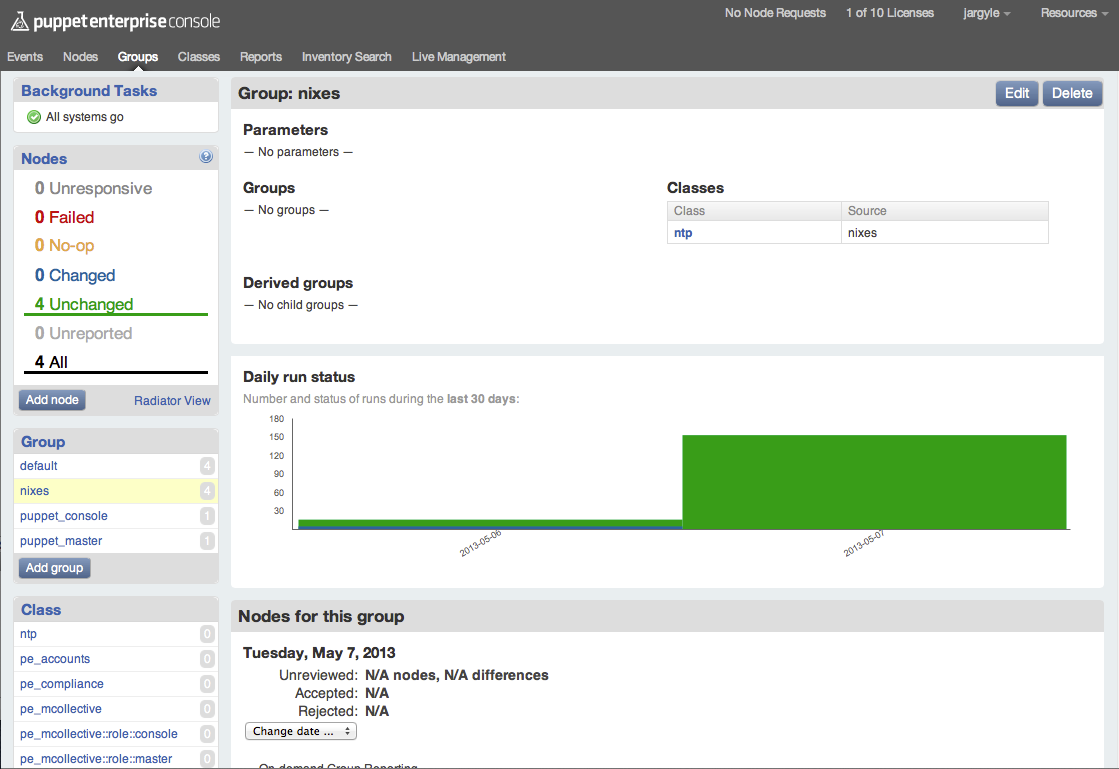 puppet enterprise console
No Node Requests 1 of 10 Licenses jargyle Resources
Events Nodes Groups Classes Reports Inventory Search Live Management
Background Tasks
All systems go
Nodes
0 Unresponsive
0 Failed
0 No-op
0 Changed
4 Unchanged
0 Unreported
4 All
Add node Radiator View
Group
default 4
nixes 4
puppet_console 1
puppet_master 1
Add group
Class
ntp 0
pe_accounts 0
pe_compliance 0
pe_mcollective 0
pe_mcollective::role::console 0
pe_mcollective::role::master 0
Group: nixes
Edit Delete
Parameters
— No parameters —
Groups
— No groups —
Classes
Class Source
ntp nixes
Derived groups
— No child groups —
Daily run status
Number and status of runs during the last 30 days:
180
150
120
90
60
30
2013-05-06 2013-05-07
Nodes for this group
Tuesday, May 7, 2013
Unreviewed: N/A nodes, N/A differences
Accepted: N/A
Rejected: N/A
Change date ...
On-demand Group Reporting